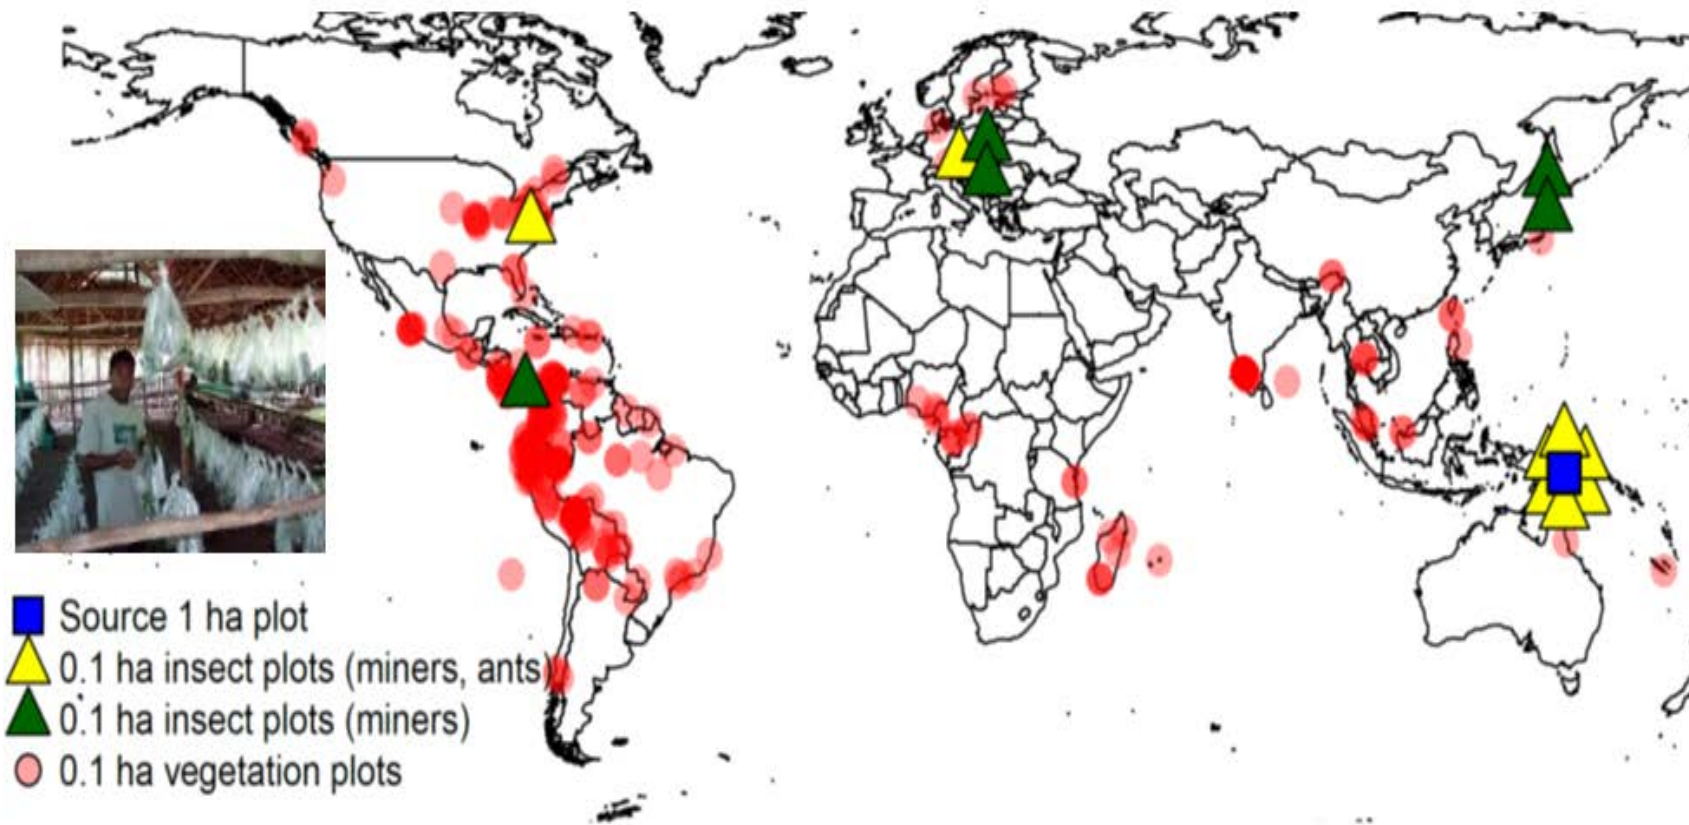 Source 1 ha plot
0.1 ha insect plots (miners, ants)
0.1 ha insect plots (miners)
0.1 ha vegetation plots